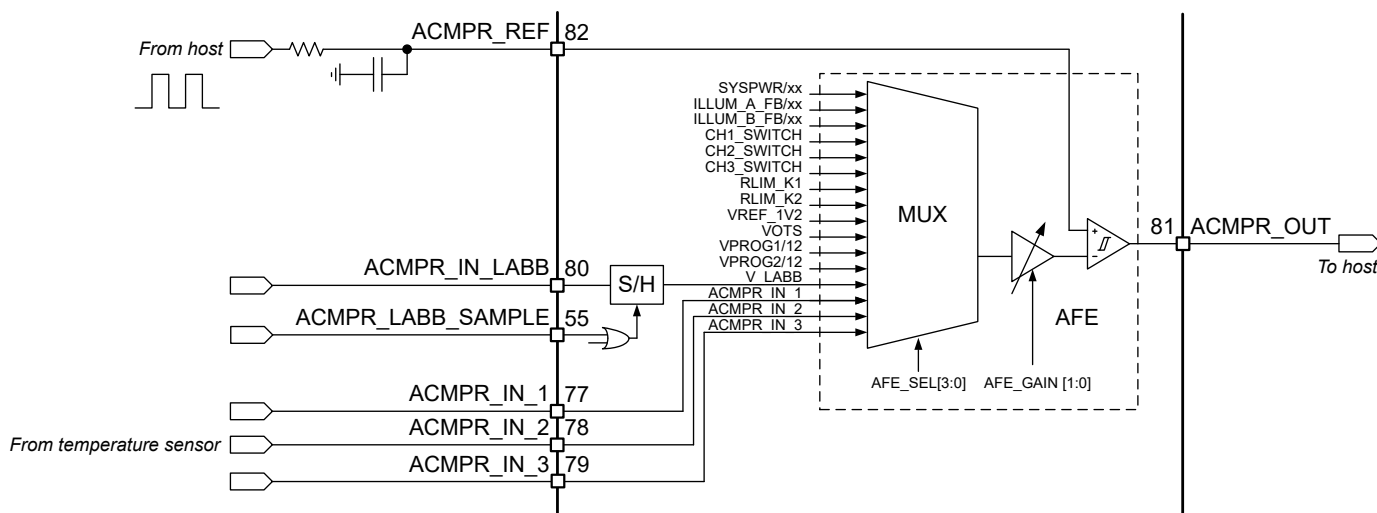 From host
ACMPR_REF
82
SYSPWR/xx
ILLUM_A_FB/xx
ILLUM_B_FB/xx
CH1_SWITCH
CH2_SWITCH
CH3_SWITCH
RLIM_K1
RLIM_K2
VREF_1V2
VOTS
VPROG1/12
VPROG2/12
V_LABB
ACMPR_IN_1
ACMPR_IN_2
ACMPR_IN_3
MUX
AFE
AFE_SEL[3:0]
AFE_GAIN [1:0]
+
−
81
ACMPR_OUT
To host
ACMPR_IN_LABB
80
S/H
ACMPR_LABB_SAMPLE
55
ACMPR_IN_1
77
ACMPR_IN_2
78
From temperature sensor
ACMPR_IN_3
79